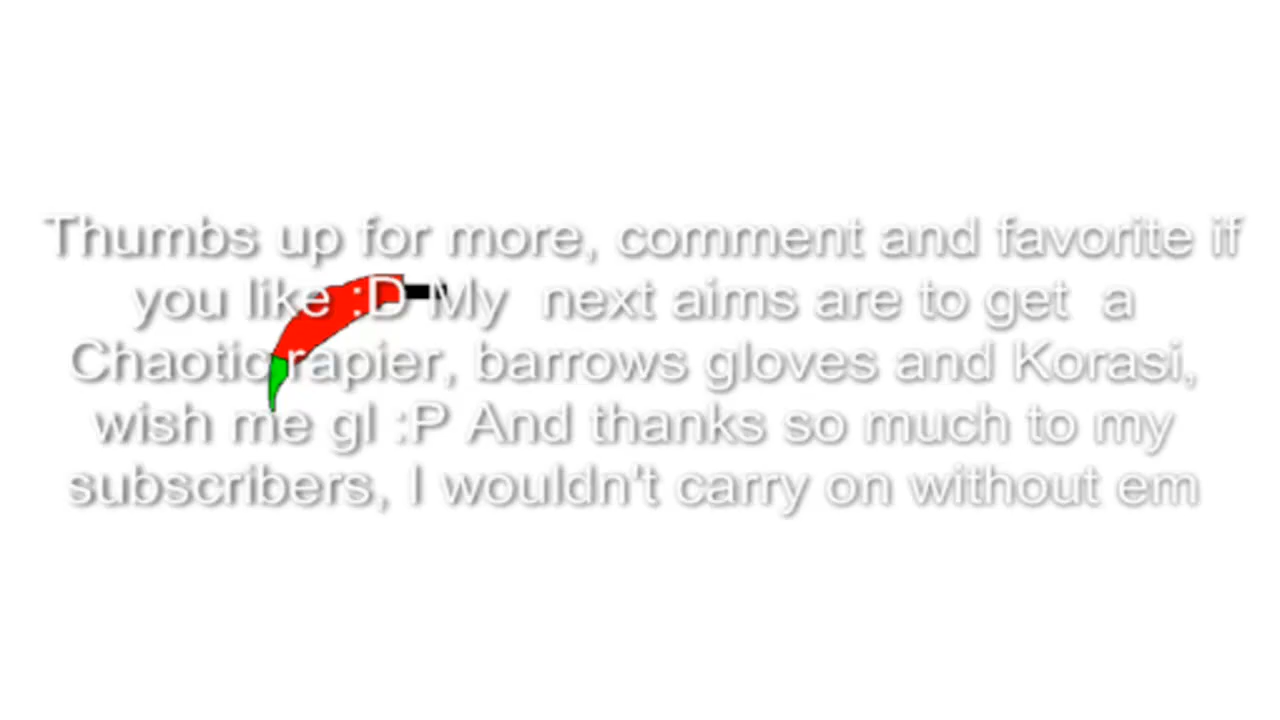 Thumbs up for more, comment and favorite if
you like :D My next aims are to get a
Chaotic rapier, barrows gloves and Korasi,
wish me gl :P And thanks so much to my
subscribers, I wouldn't carry on without em